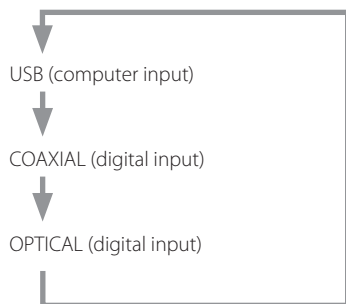 USB (computer input)
COAXIAL (digital input)
OPTICAL (digital input)